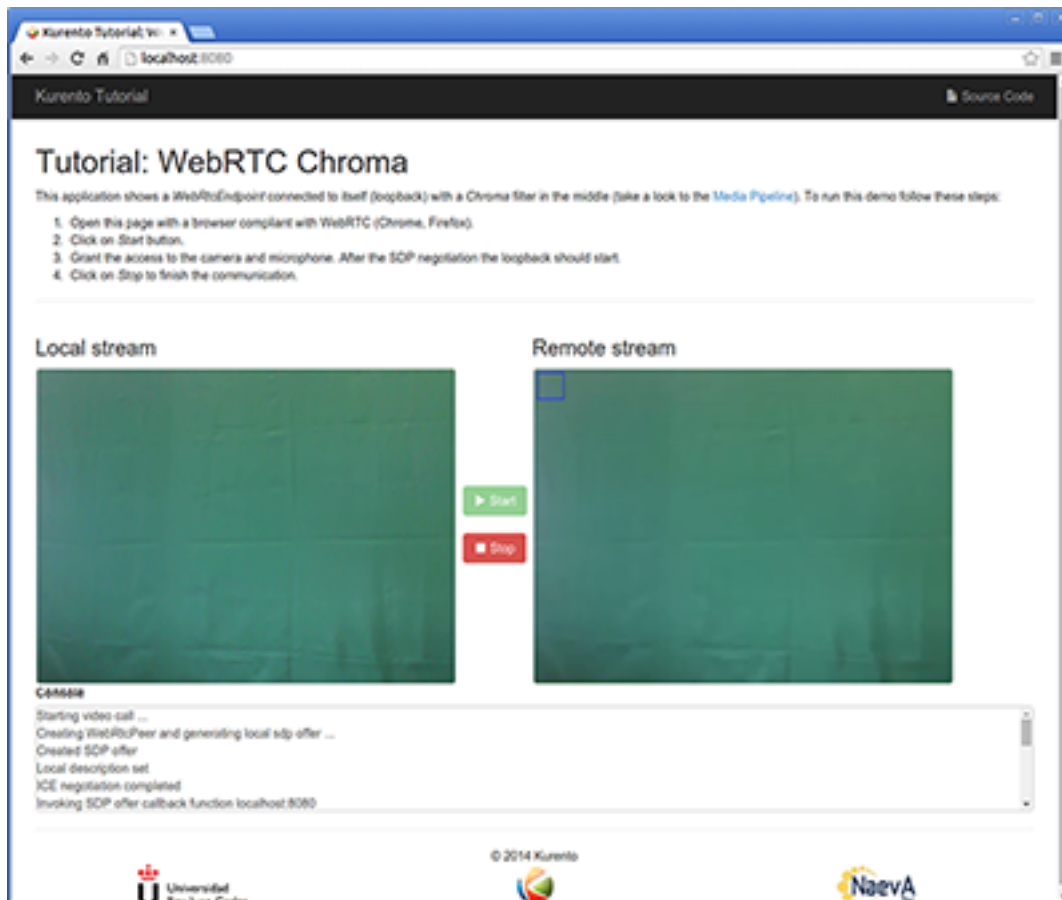 Kurento Tutorial: We
localhost:8080
Kurento Tutorial
Source Code
Tutorial: WebRTC Chroma
This application shows a WebRtcEndpoint connected to itself (loopback) with a Chroma filter in the middle (take a look to the Media Pipeline). To run this demo follow these steps:
1. Open this page with a browser compliant with WebRTC (Chrome, Firefox).
2. Click on Start button.
3. Grant the access to the camera and microphone. After the SDP negotiation the loopback should start.
4. Click on Stop to finish the communication.
Local stream
Remote stream
Start
Stop
Console
Starting video call ...
Creating WebRtcPeer and generating local sdp offer ...
Created SDP offer
Local description set
ICE negotiation completed
Invoking SDP offer callback function localhost:8080
© 2014 Kurento
Universidad
NaevA